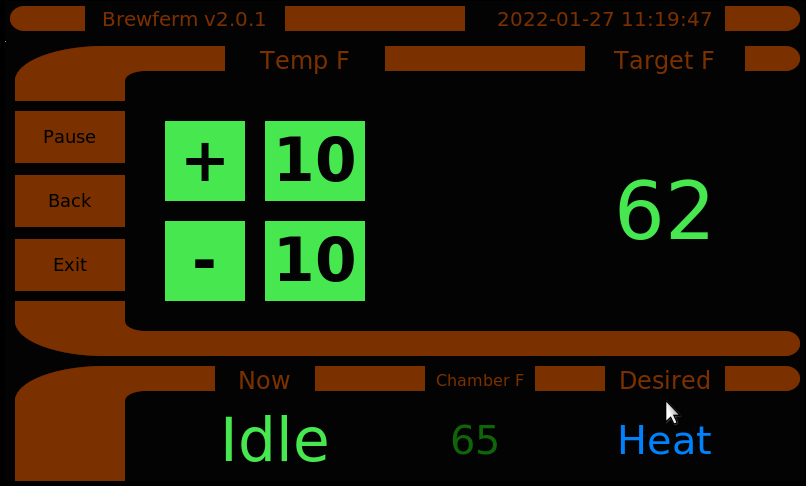 Brewferm v2.0.1 2022-01-27 11:19:47
Temp F Target F
Pause
Back
Exit
+ 10
- 10
62
Now Chamber F Desired
Idle 65 Heat